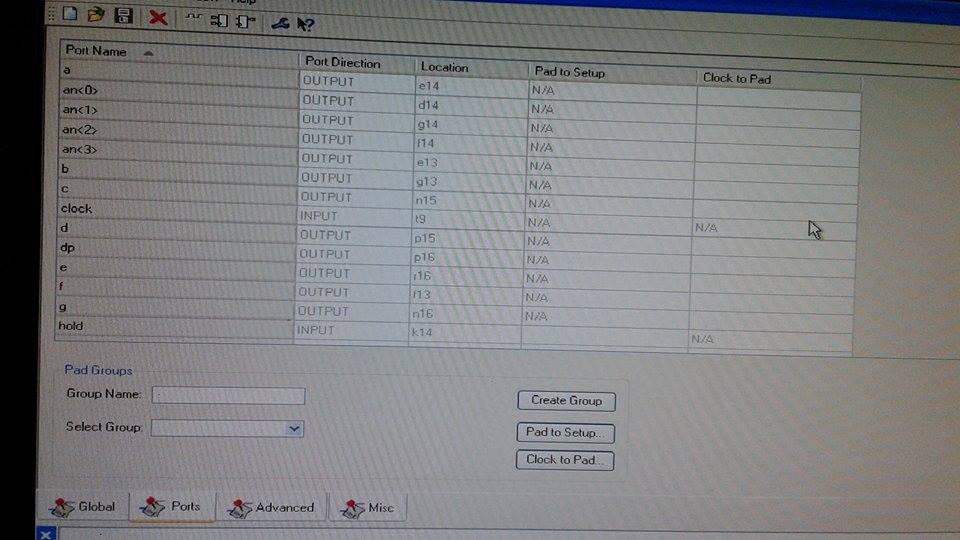 Help
Port Name Port Direction Location Pad to Setup Clock to Pad
a OUTPUT e14 N/A
an<0> OUTPUT d14 N/A
an<1> OUTPUT g14 N/A
an<2> OUTPUT f14 N/A
an<3> OUTPUT e13 N/A
b OUTPUT g13 N/A
c OUTPUT n15 N/A
clock INPUT t9 N/A N/A
d OUTPUT p15 N/A
dp OUTPUT p16 N/A
e OUTPUT r16 N/A
f OUTPUT f13 N/A
g OUTPUT n16 N/A
hold INPUT k14 N/A
Pad Groups
Group Name: Create Group
Select Group: Pad to Setup...
Clock to Pad...
Global Ports Advanced Misc